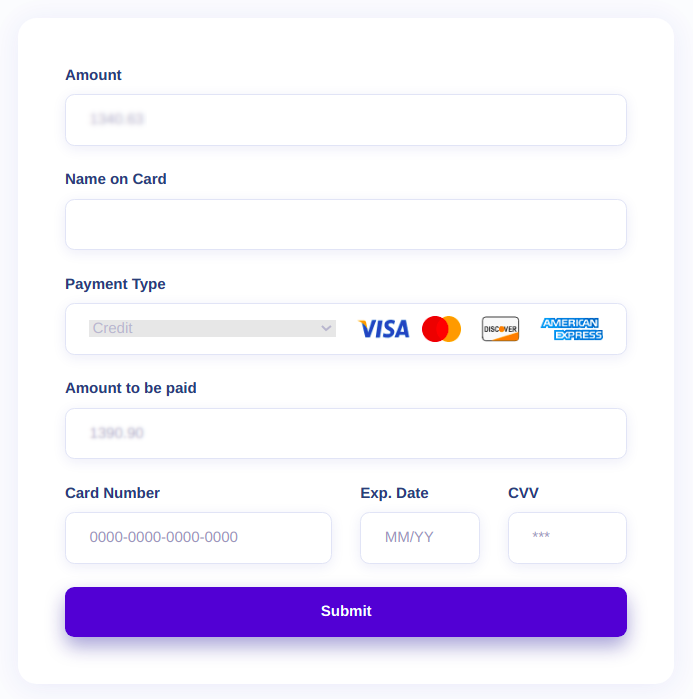 Amount
1340.83
Name on Card
Payment Type
Credit
VISA
DISCOVER
AMERICAN
EXPRESS
Amount to be paid
1390.90
Card Number Exp. Date CVV
0000-0000-0000-0000 MM/YY ***
Submit